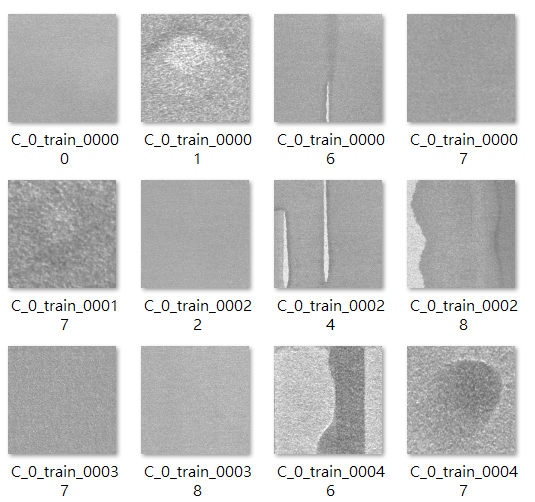 C_0_train_0000
0
C_0_train_0000
1
C_0_train_0000
6
C_0_train_0000
7
C_0_train_0001
7
C_0_train_0002
2
C_0_train_0002
4
C_0_train_0002
8
C_0_train_0003
7
C_0_train_0003
8
C_0_train_0004
6
C_0_train_0004
7